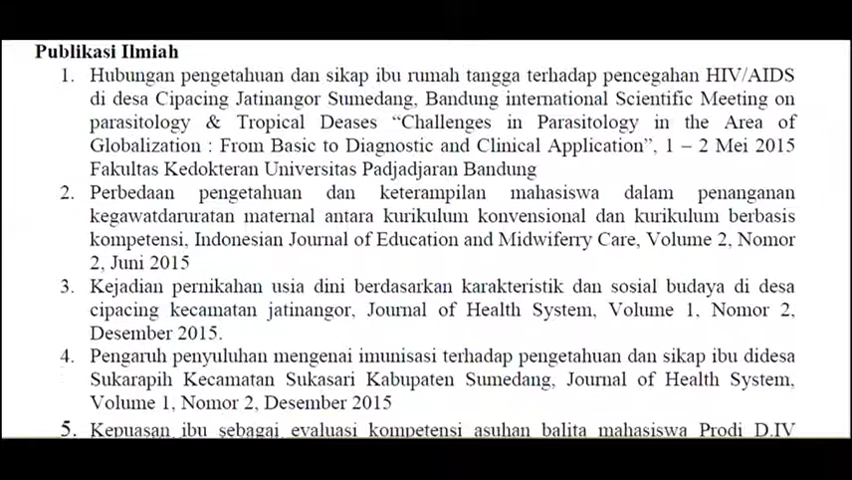 Publikasi Ilmiah
1. Hubungan pengetahuan dan sikap ibu rumah tangga terhadap pencegahan HIV/AIDS
di desa Cipacing Jatinangor Sumedang, Bandung international Scientific Meeting on
parasitology & Tropical Deases “Challenges in Parasitology in the Area of
Globalization : From Basic to Diagnostic and Clinical Application”, 1 – 2 Mei 2015
Fakultas Kedokteran Universitas Padjadjaran Bandung
2. Perbedaan pengetahuan dan keterampilan mahasiswa dalam penanganan
kegawatdaruratan maternal antara kurikulum konvensional dan kurikulum berbasis
kompetensi, Indonesian Journal of Education and Midwiferry Care, Volume 2, Nomor
2, Juni 2015
3. Kejadian pernikahan usia dini berdasarkan karakteristik dan sosial budaya di desa
cipacing kecamatan jatinangor, Journal of Health System, Volume 1, Nomor 2,
Desember 2015.
4. Pengaruh penyuluhan mengenai imunisasi terhadap pengetahuan dan sikap ibu didesa
Sukarapih Kecamatan Sukasari Kabupaten Sumedang, Journal of Health System,
Volume 1, Nomor 2, Desember 2015
5. Kepuasan ibu sebagai evaluasi kompetensi asuhan balita mahasiswa Prodi D.IV